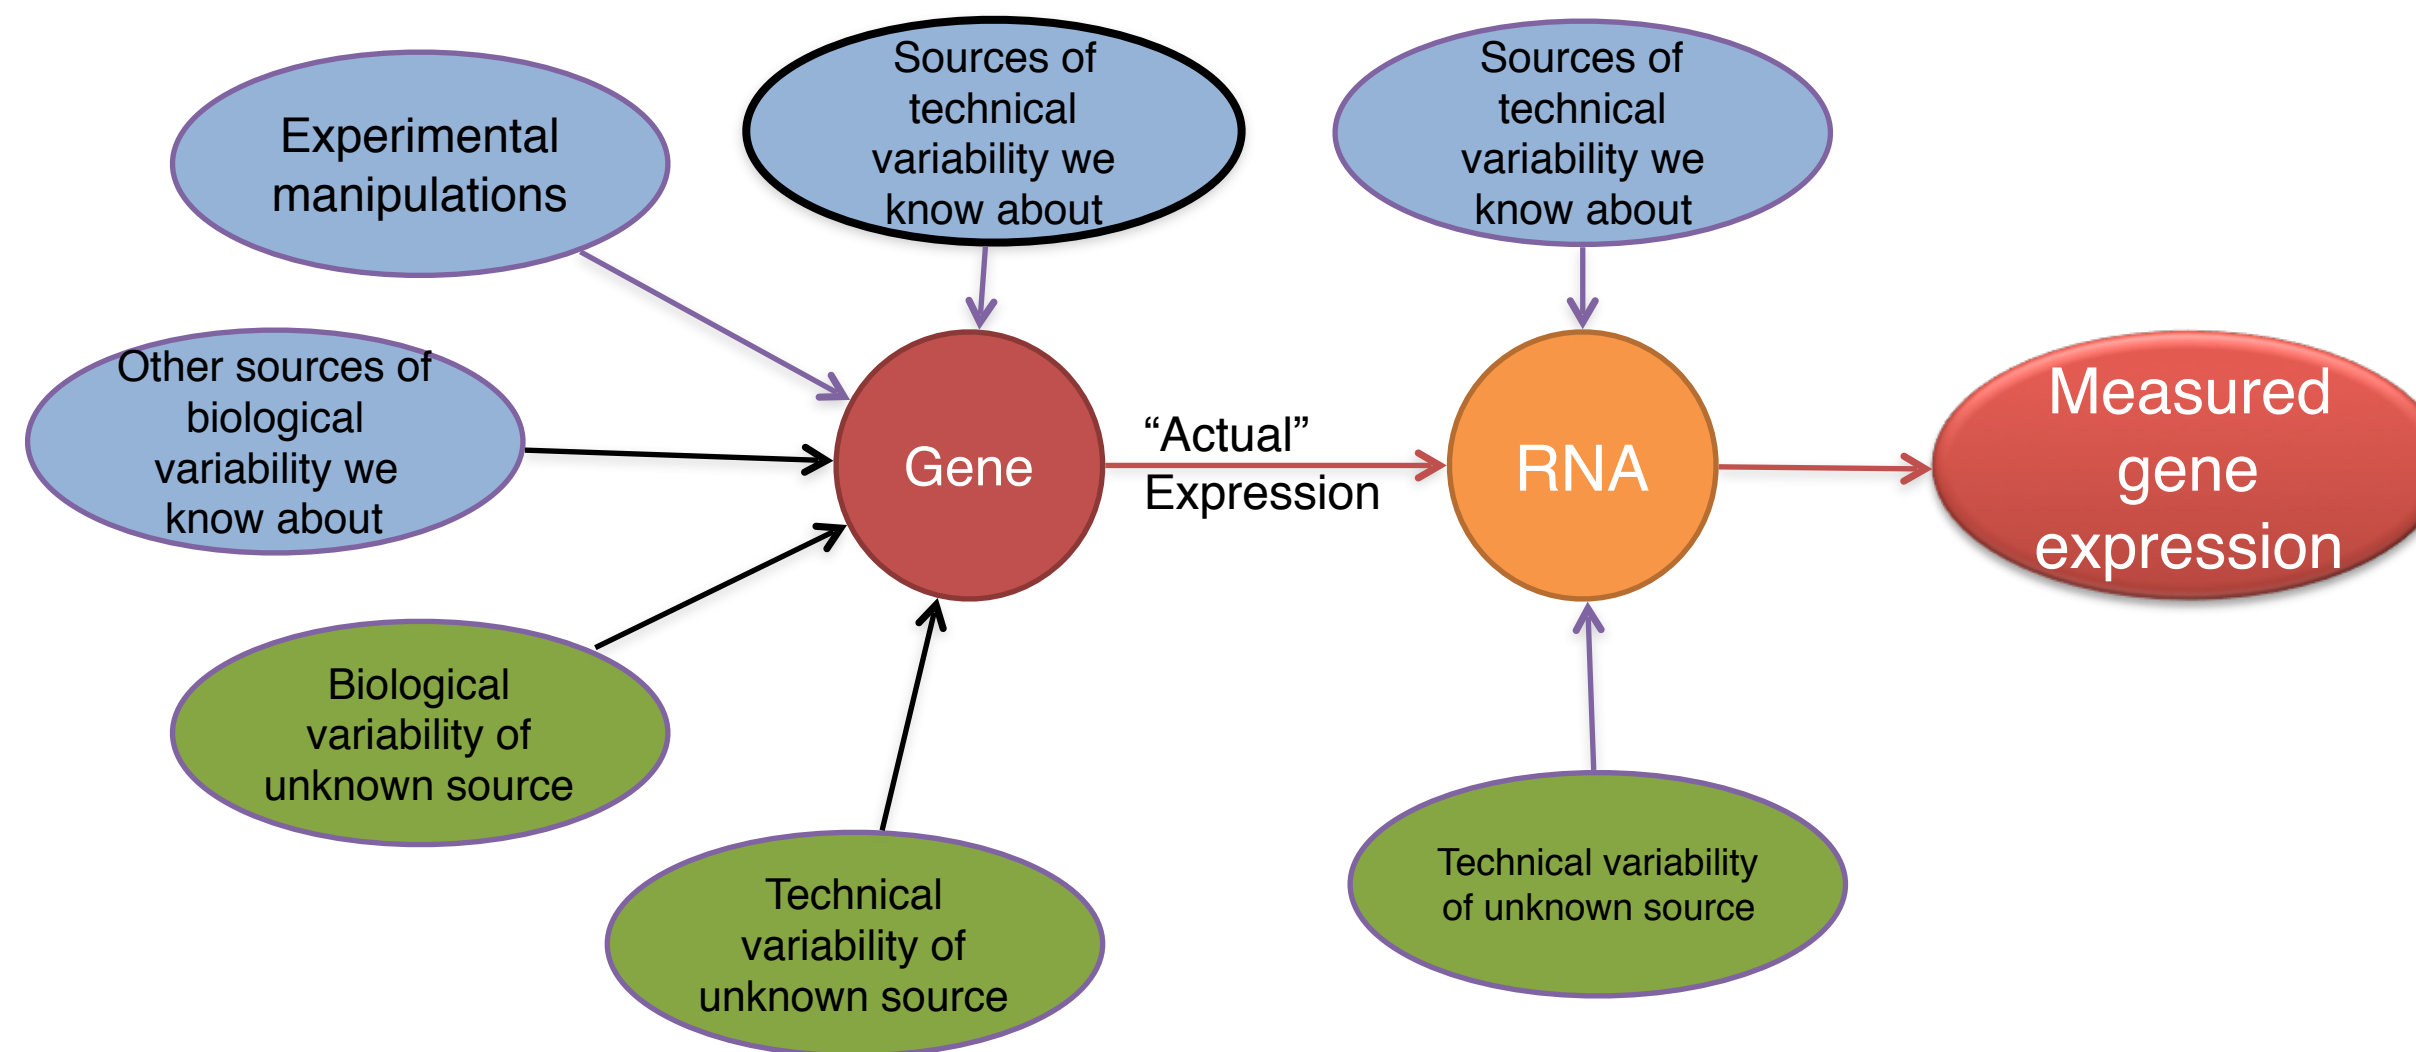 Experimental
manipulations
Sources of
technical
variability we
know about
Sources of
technical
variability we
know about
Other sources of
biological
variability we
know about
Gene
“Actual”
Expression
RNA
Measured
gene
expression
Biological
variability of
unknown source
Technical
variability of
unknown source
Technical variability
of unknown source